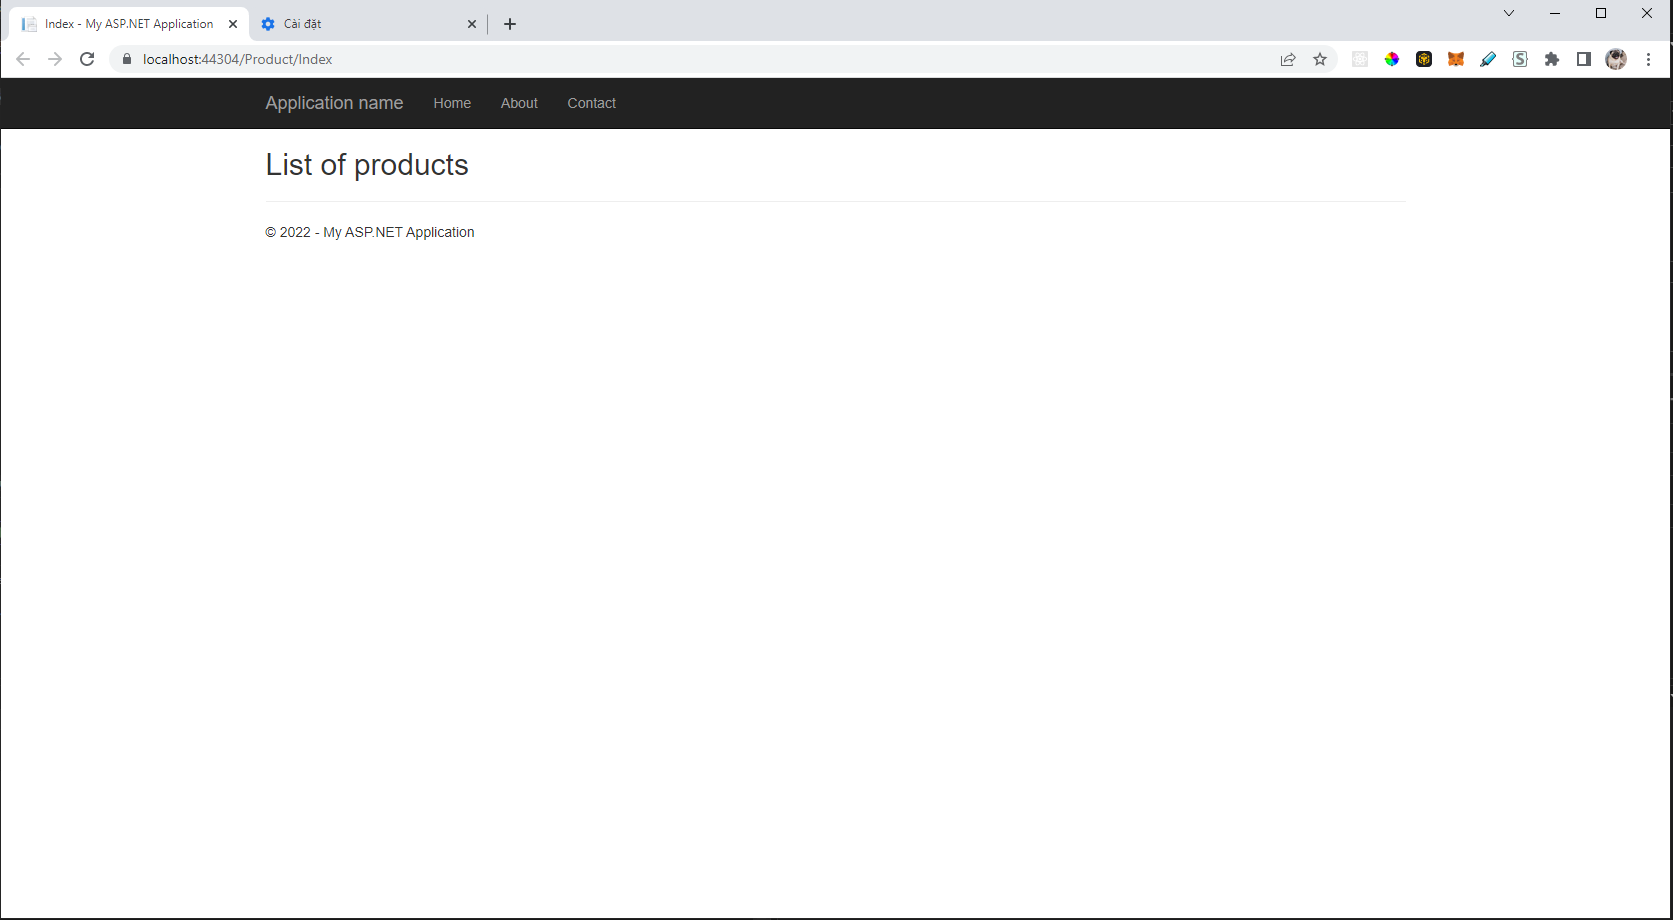 Index - My ASP.NET Application
Cài đặt
localhost:44304/Product/Index
Application name Home About Contact
List of products
© 2022 - My ASP.NET Application